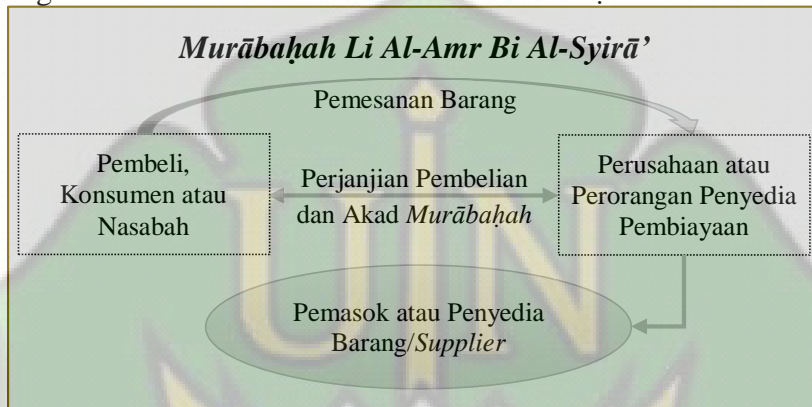 Murābaḥah Li Al-Amr Bi Al-Syirā’
Pemesanan Barang
Pembeli,
Konsumen atau
Nasabah
Perjanjian Pembelian
dan Akad Murābaḥah
Perusahaan atau
Perorangan Penyedia
Pembiayaan
Pemasok atau Penyedia
Barang/Supplier
UIN